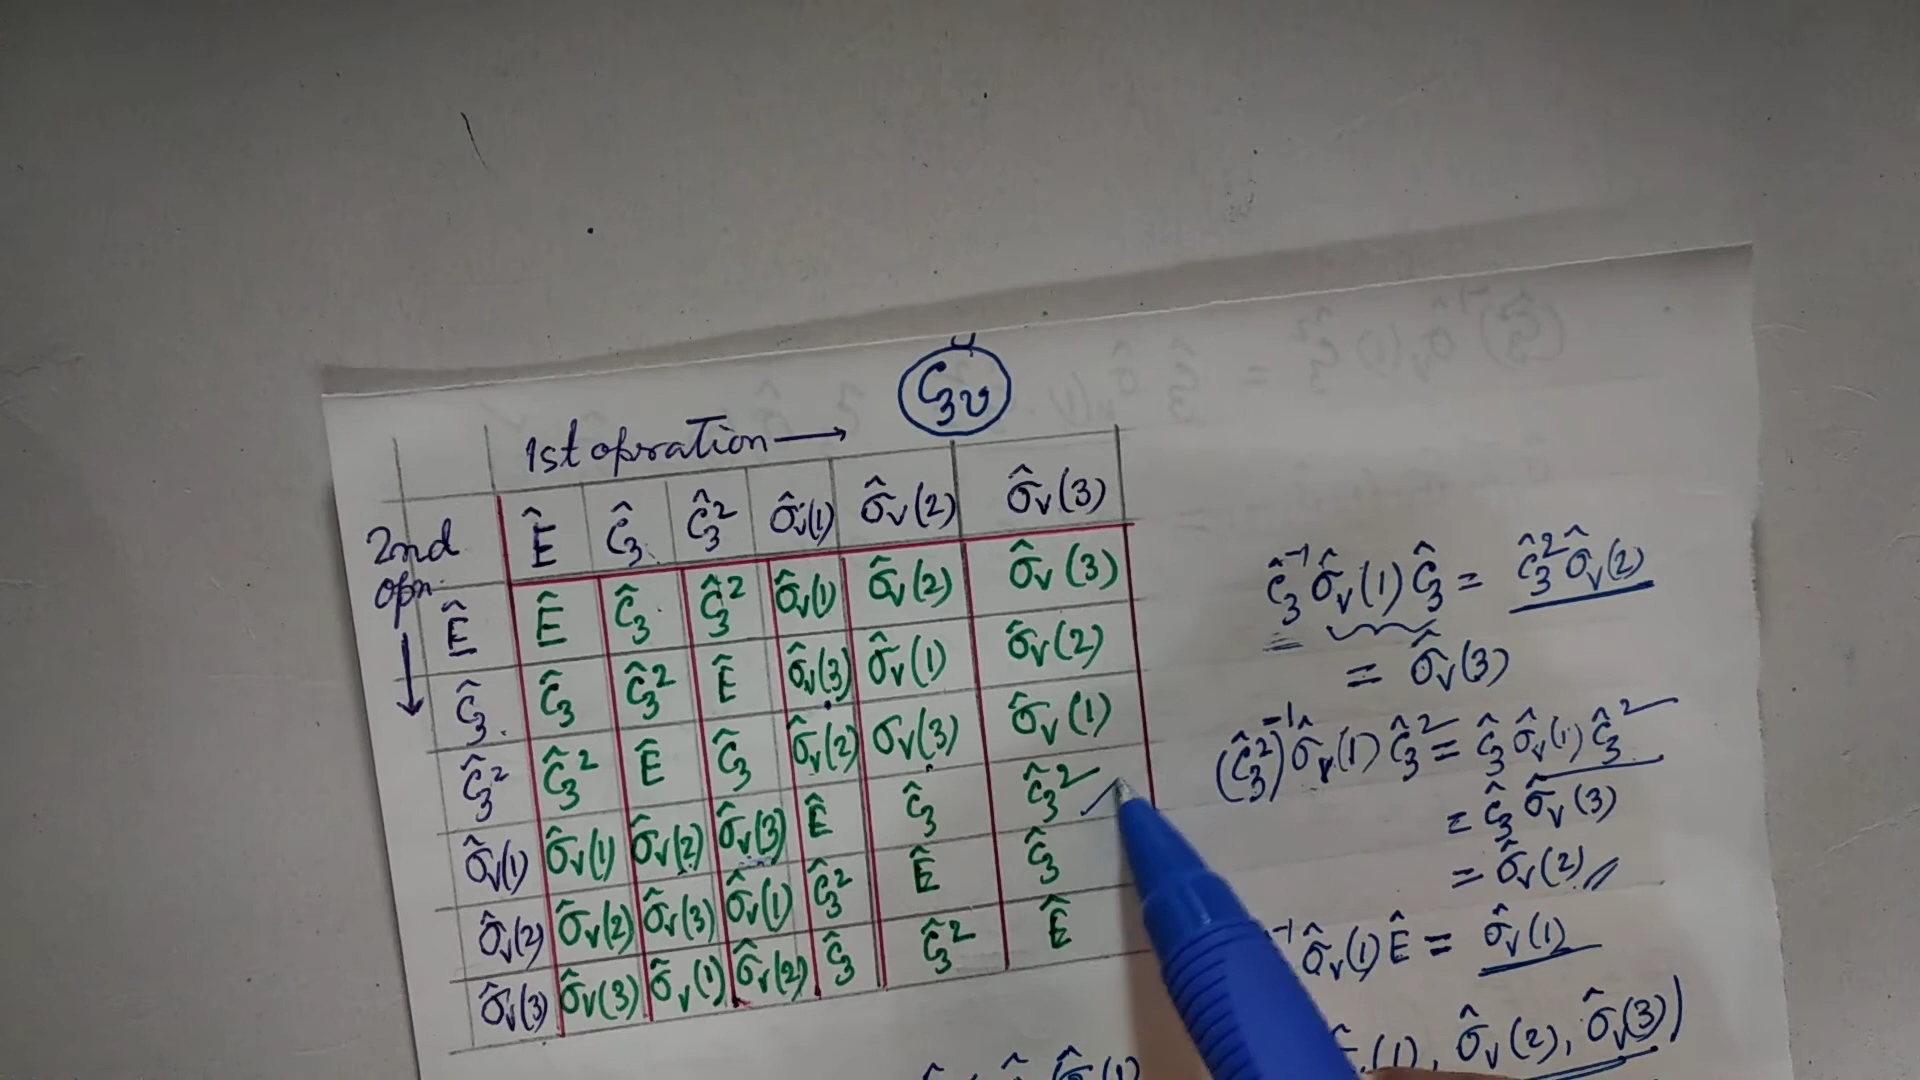 C₃v
1st opration →
2nd opn. ↓
Ê Ĉ₃ Ĉ₃² σ̂v(1) σ̂v(2) σ̂v(3)
Ê Ê Ĉ₃ Ĉ₃² σ̂v(1) σ̂v(2) σ̂v(3)
Ĉ₃ Ĉ₃ Ĉ₃² Ê σ̂v(3) σ̂v(1) σ̂v(2)
Ĉ₃² Ĉ₃² Ê Ĉ₃ σ̂v(2) σv(3) σ̂v(1)
σ̂v(1) σ̂v(1) σ̂v(2) σ̂v(3) Ê Ĉ₃ Ĉ₃²
σ̂v(2) σ̂v(2) σ̂v(3) σ̂v(1) Ĉ₃² Ê Ĉ₃
σ̂v(3) σ̂v(3) σ̂v(1) σ̂v(2) Ĉ₃ Ĉ₃² Ê
Ĉ₃⁻¹ σ̂v(1) Ĉ₃ = Ĉ₃² σ̂v(2)
= σ̂v(3)
(Ĉ₃²)⁻¹ σ̂v(1) Ĉ₃² = Ĉ₃ σ̂v(1) Ĉ₃²
= Ĉ₃ σ̂v(3)
= σ̂v(2)
⁻¹ σ̂v(1) Ê = σ̂v(1)
(1), σ̂v(2), σ̂v(3))